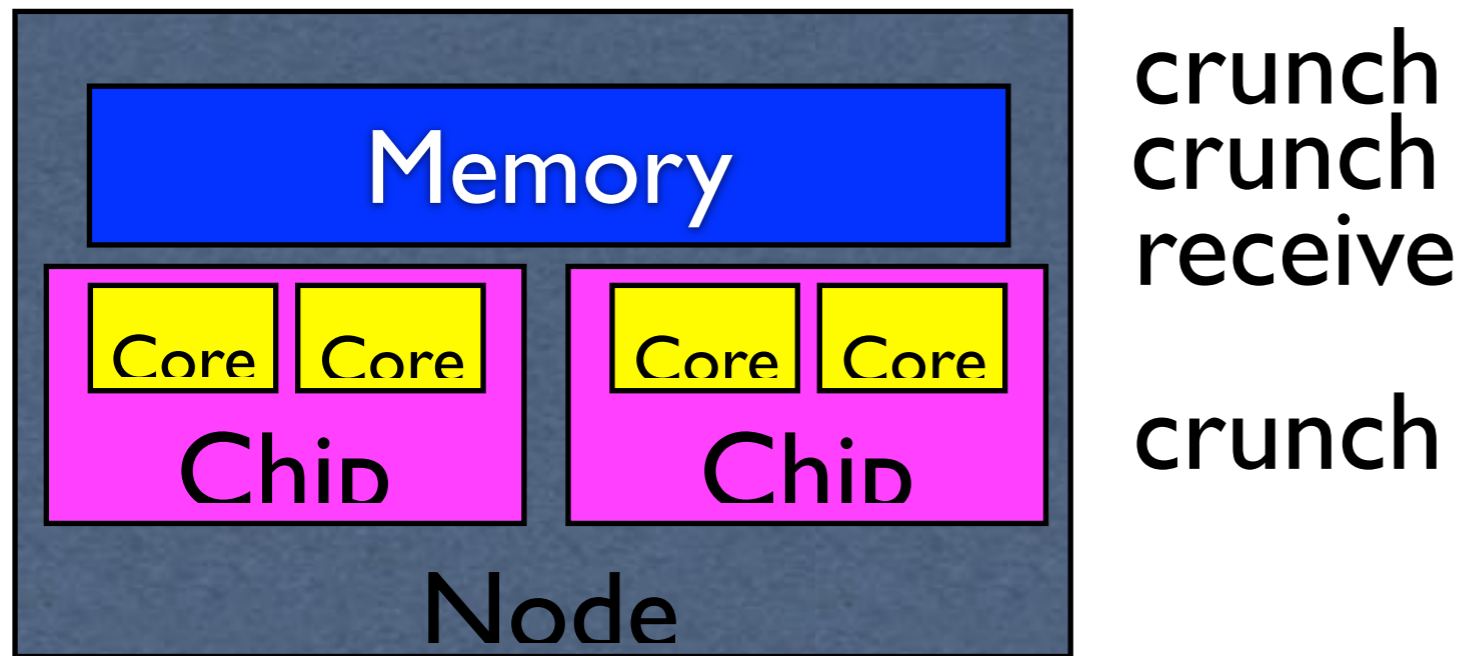 Memory
Core Core Core Core
Chip Chip
Node
crunch
crunch
receive
crunch